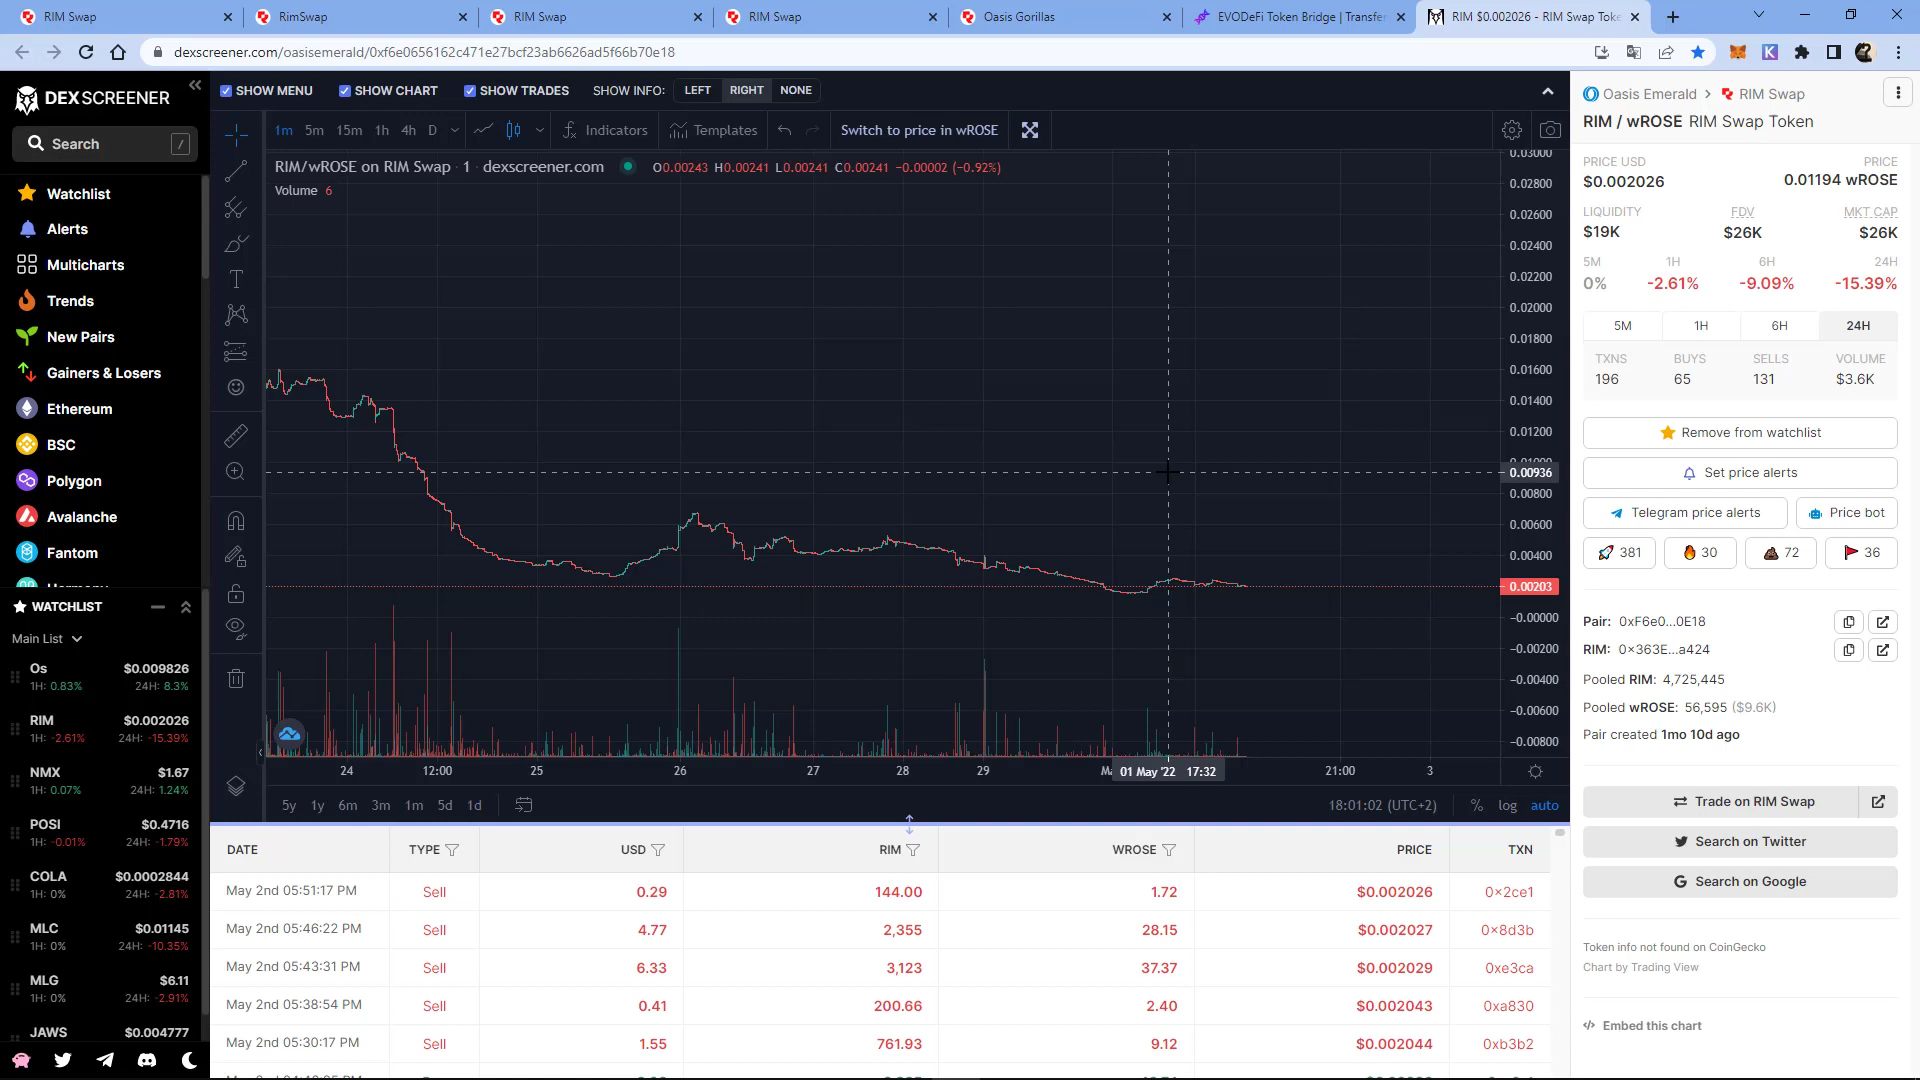 RIM Swap
RimSwap
RIM Swap
RIM Swap
Oasis Gorillas
EVODeFi Token Bridge | Transfer
RIM $0.002026 - RIM Swap Toke
dexscreener.com/oasisemerald/0xf6e0656162c471e27bcf23ab6626ad5f66b70e18
DEXSCREENER
Search /
Watchlist
Alerts
Multicharts
Trends
New Pairs
Gainers & Losers
Ethereum
BSC
Polygon
Avalanche
Fantom
WATCHLIST
Main List
Os $0.009826
1H: 0.83% 24H: 8.3%
RIM $0.002026
1H: -2.61% 24H: -15.39%
NMX $1.67
1H: 0.07% 24H: 1.24%
POSI $0.4716
1H: -0.01% 24H: -1.79%
COLA $0.0002844
1H: 0% 24H: -2.81%
MLC $0.01145
1H: 0% 24H: -10.35%
MLG $6.11
1H: 0% 24H: -2.91%
JAWS $0.004777
SHOW MENU SHOW CHART SHOW TRADES SHOW INFO: LEFT RIGHT NONE
1m 5m 15m 1h 4h D Indicators Templates Switch to price in wROSE
RIM/wROSE on RIM Swap · 1 · dexscreener.com O0.00243 H0.00241 L0.00241 C0.00241 -0.00002 (-0.92%)
Volume 6
0.03000
0.02800
0.02600
0.02400
0.02200
0.02000
0.01800
0.01600
0.01400
0.01200
0.00936
0.00800
0.00600
0.00400
0.00203
-0.00000
-0.00200
-0.00400
-0.00600
-0.00800
24 12:00 25 26 27 28 29 Ma 01 May '22 17:32 21:00 3
5y 1y 6m 3m 1m 5d 1d 18:01:02 (UTC+2) % log auto
DATE TYPE USD RIM WROSE PRICE TXN
May 2nd 05:51:17 PM Sell 0.29 144.00 1.72 $0.002026 0x2ce1
May 2nd 05:46:22 PM Sell 4.77 2,355 28.15 $0.002027 0x8d3b
May 2nd 05:43:31 PM Sell 6.33 3,123 37.37 $0.002029 0xe3ca
May 2nd 05:38:54 PM Sell 0.41 200.66 2.40 $0.002043 0xa830
May 2nd 05:30:17 PM Sell 1.55 761.93 9.12 $0.002044 0xb3b2
Oasis Emerald > RIM Swap
RIM / wROSE RIM Swap Token
PRICE USD PRICE
$0.002026 0.01194 wROSE
LIQUIDITY FDV MKT CAP
$19K $26K $26K
5M 1H 6H 24H
0% -2.61% -9.09% -15.39%
5M 1H 6H 24H
TXNS BUYS SELLS VOLUME
196 65 131 $3.6K
Remove from watchlist
Set price alerts
Telegram price alerts Price bot
381 30 72 36
Pair: 0xF6e0...0E18
RIM: 0x363E...a424
Pooled RIM: 4,725,445
Pooled wROSE: 56,595 ($9.6K)
Pair created 1mo 10d ago
Trade on RIM Swap
Search on Twitter
Search on Google
Token info not found on CoinGecko
Chart by Trading View
</> Embed this chart